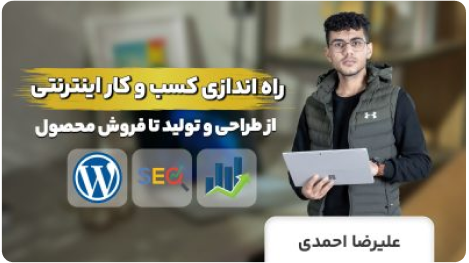 راه اندازی کسب و کار اینترنتی
از طراحی و تولید تا فروش محصول
SEO
علیرضا احمدی